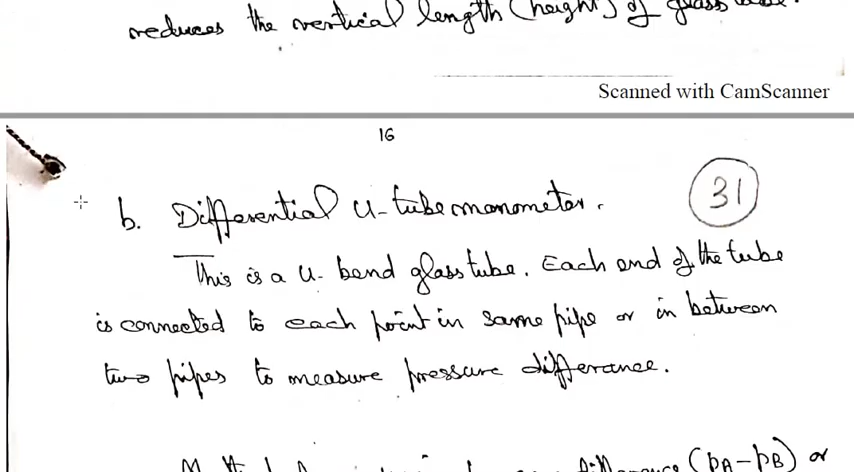 reduces the vertical length (height) of glass tube.
Scanned with CamScanner
16
b. Differential U-tube manometer. 31
This is a U-bend glass tube. Each end of the tube
is connected to each point in same pipe or in between
two pipes to measure pressure difference.
difference (pA-pB) or